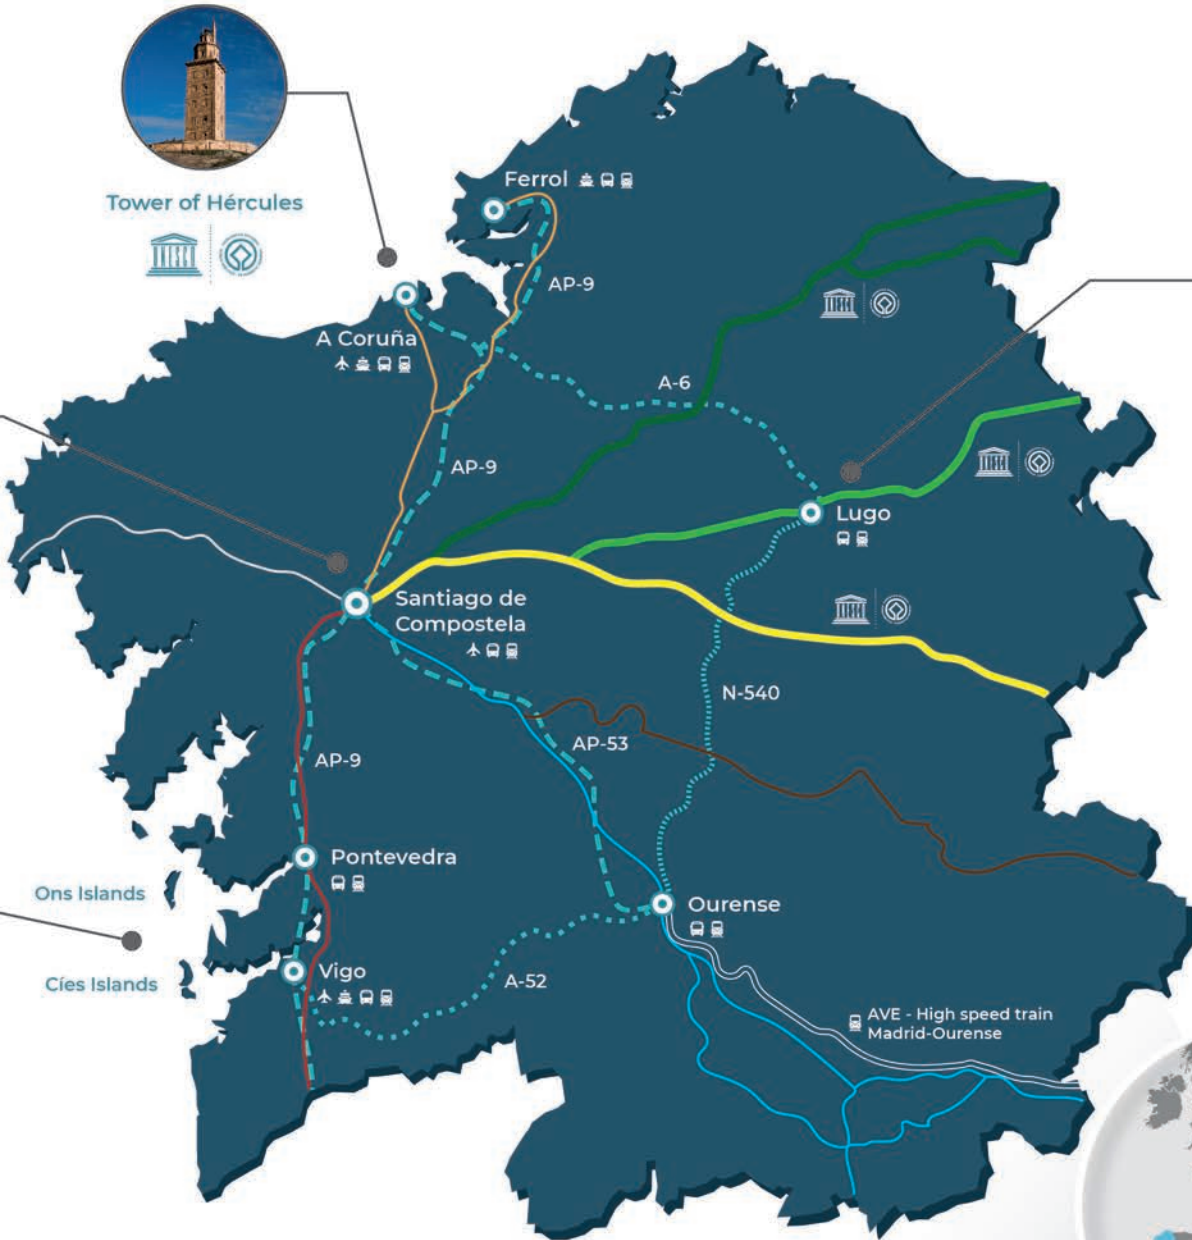 Ferrol
Tower of Hércules
AP-9
A Coruña
A-6
AP-9
Lugo
Santiago de
Compostela
N-540
AP-53
AP-9
Pontevedra
Ons Islands
Ourense
Vigo
Cíes Islands
A-52
AVE - High speed train
Madrid-Ourense